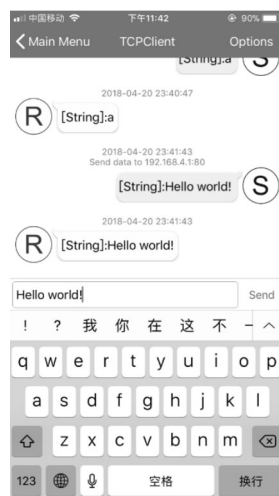 中国移动 下午11:42 90%
Main Menu TCPClient Options
[String]:a S
2018-04-20 23:40:47
R [String]:a
2018-04-20 23:41:43
Send data to 192.168.4.1:80
[String]:Hello world! S
2018-04-20 23:41:43
R [String]:Hello world!
Hello world! Send
! ? 我 你 在 这 不 一
q w e r t y u i o p
a s d f g h j k l
z x c v b n m
123 空格 换行